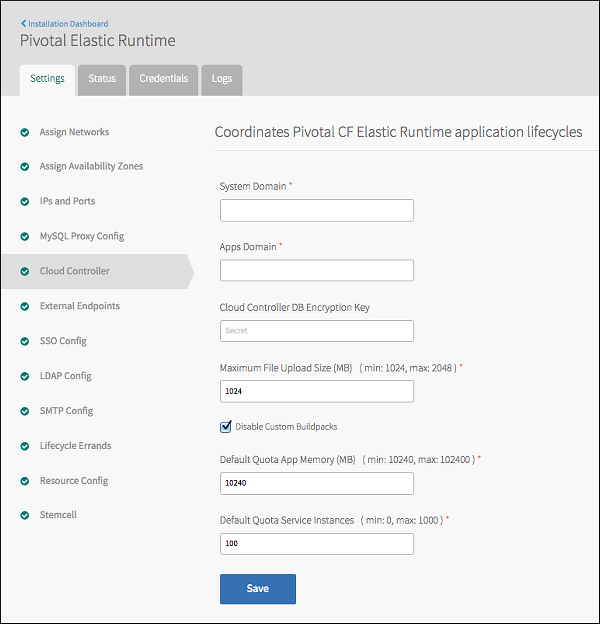 Installation Dashboard
Pivotal Elastic Runtime
Settings
Status
Credentials
Logs
Assign Networks
Assign Availability Zones
IPs and Ports
MySQL Proxy Config
Cloud Controller
External Endpoints
SSO Config
LDAP Config
SMTP Config
Lifecycle Errands
Resource Config
Stemcell
Coordinates Pivotal CF Elastic Runtime application lifecycles
System Domain *
Apps Domain *
Cloud Controller DB Encryption Key
Secret
Maximum File Upload Size (MB) ( min: 1024, max: 2048 ) *
1024
Disable Custom Buildpacks
Default Quota App Memory (MB) ( min: 10240, max: 102400 ) *
10240
Default Quota Service Instances ( min: 0, max: 1000 ) *
100
Save